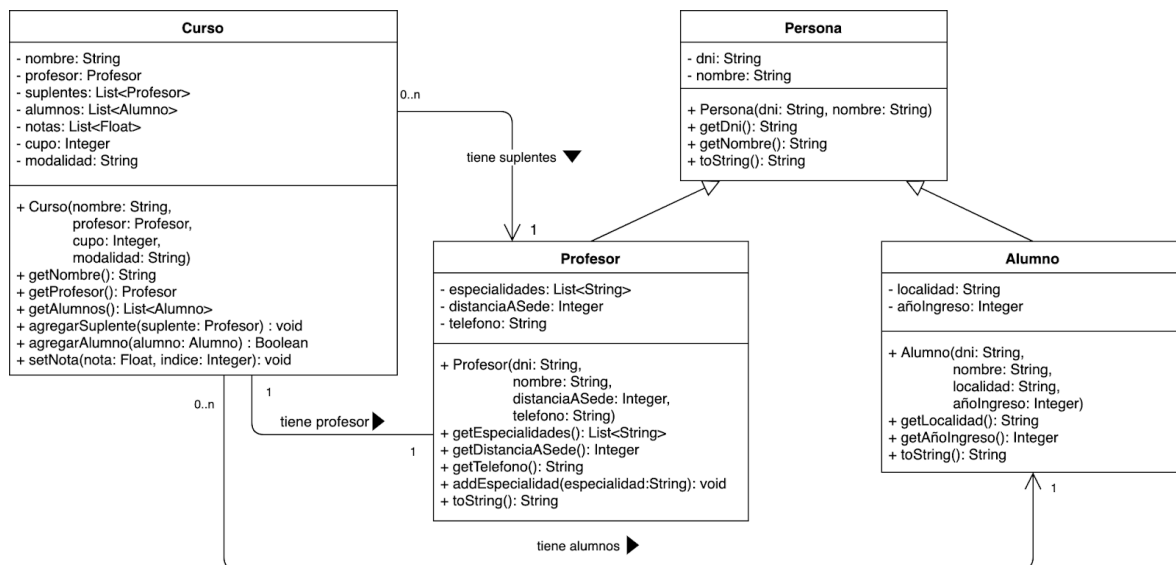 Curso
- nombre: String
- profesor: Profesor
- suplentes: List<Profesor>
- alumnos: List<Alumno>
- notas: List<Float>
- cupo: Integer
- modalidad: String
+ Curso(nombre: String,
profesor: Profesor,
cupo: Integer,
modalidad: String)
+ getNombre(): String
+ getProfesor(): Profesor
+ getAlumnos(): List<Alumno>
+ agregarSuplente(suplente: Profesor) : void
+ agregarAlumno(alumno: Alumno) : Boolean
+ setNota(nota: Float, indice: Integer): void
0..n
tiene suplentes
1
Persona
- dni: String
- nombre: String
+ Persona(dni: String, nombre: String)
+ getDni(): String
+ getNombre(): String
+ toString(): String
Profesor
- especialidades: List<String>
- distanciaASede: Integer
- telefono: String
+ Profesor(dni: String,
nombre: String,
distanciaASede: Integer,
telefono: String)
+ getEspecialidades(): List<String>
+ getDistanciaASede(): Integer
+ getTelefono(): String
+ addEspecialidad(especialidad:String): void
+ toString(): String
Alumno
- localidad: String
- añoIngreso: Integer
+ Alumno(dni: String,
nombre: String,
localidad: String,
añoIngreso: Integer)
+ getLocalidad(): String
+ getAñoIngreso(): Integer
+ toString(): String
1
tiene profesor
1
0..n
tiene alumnos
1